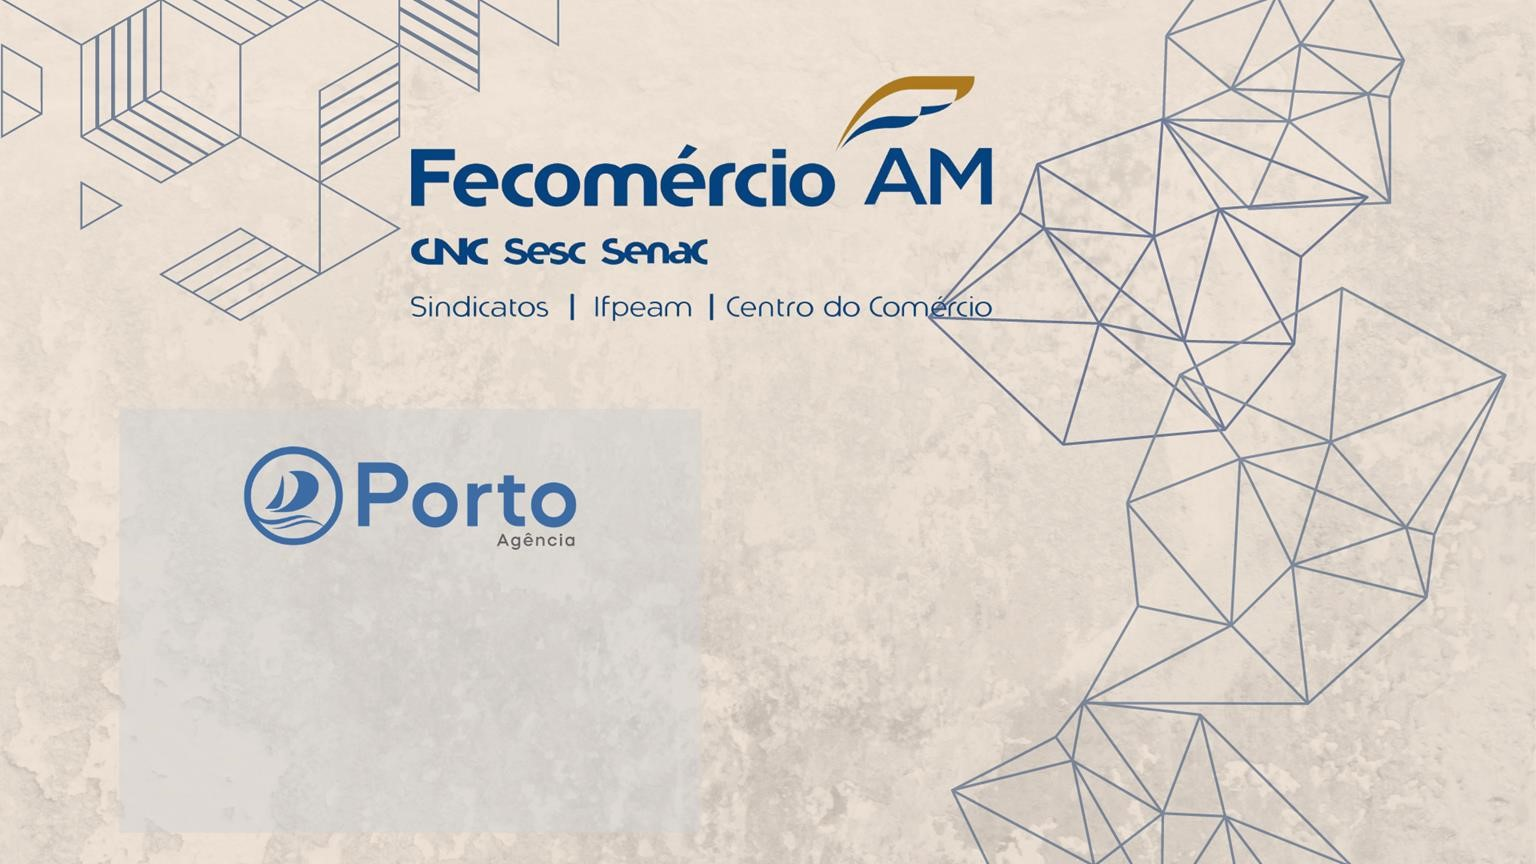 Fecomércio AM
CNC Sesc Senac
Sindicatos | Ifpeam | Centro do Comércio
Porto
Agência